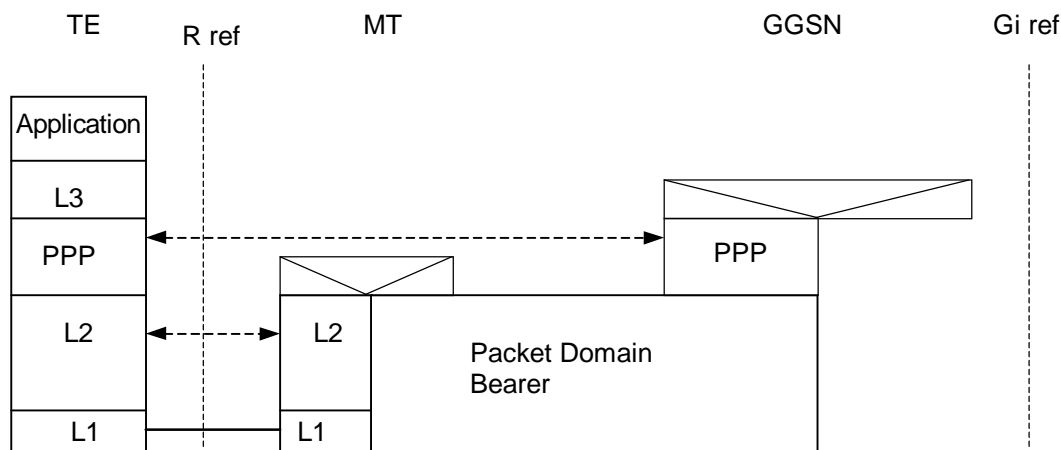 TE
R ref
MT
GGSN
Gi ref
Application
L3
PPP
PPP
L2
L2
Packet Domain
Bearer
L1
L1